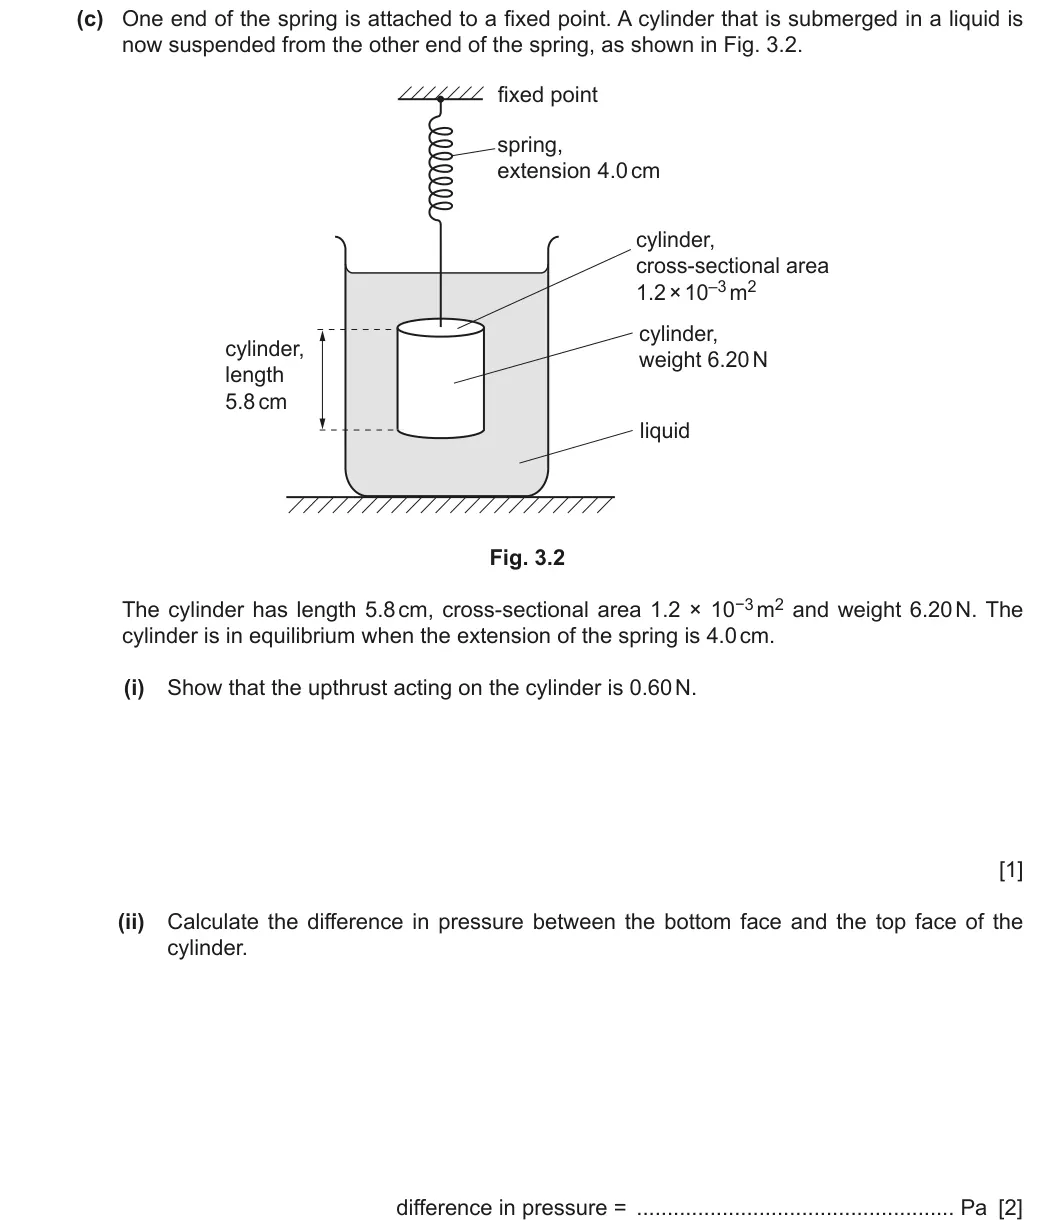 (c) One end of the spring is attached to a fixed point. A cylinder that is submerged in a liquid is
now suspended from the other end of the spring, as shown in Fig. 3.2.
fixed point
spring,
extension 4.0 cm
cylinder,
cross-sectional area
1.2 × 10⁻³ m²
cylinder,
weight 6.20 N
cylinder,
length
5.8 cm
liquid
Fig. 3.2
The cylinder has length 5.8 cm, cross-sectional area 1.2 × 10⁻³ m² and weight 6.20 N. The
cylinder is in equilibrium when the extension of the spring is 4.0 cm.
(i) Show that the upthrust acting on the cylinder is 0.60 N.
[1]
(ii) Calculate the difference in pressure between the bottom face and the top face of the
cylinder.
difference in pressure = .................................................... Pa [2]